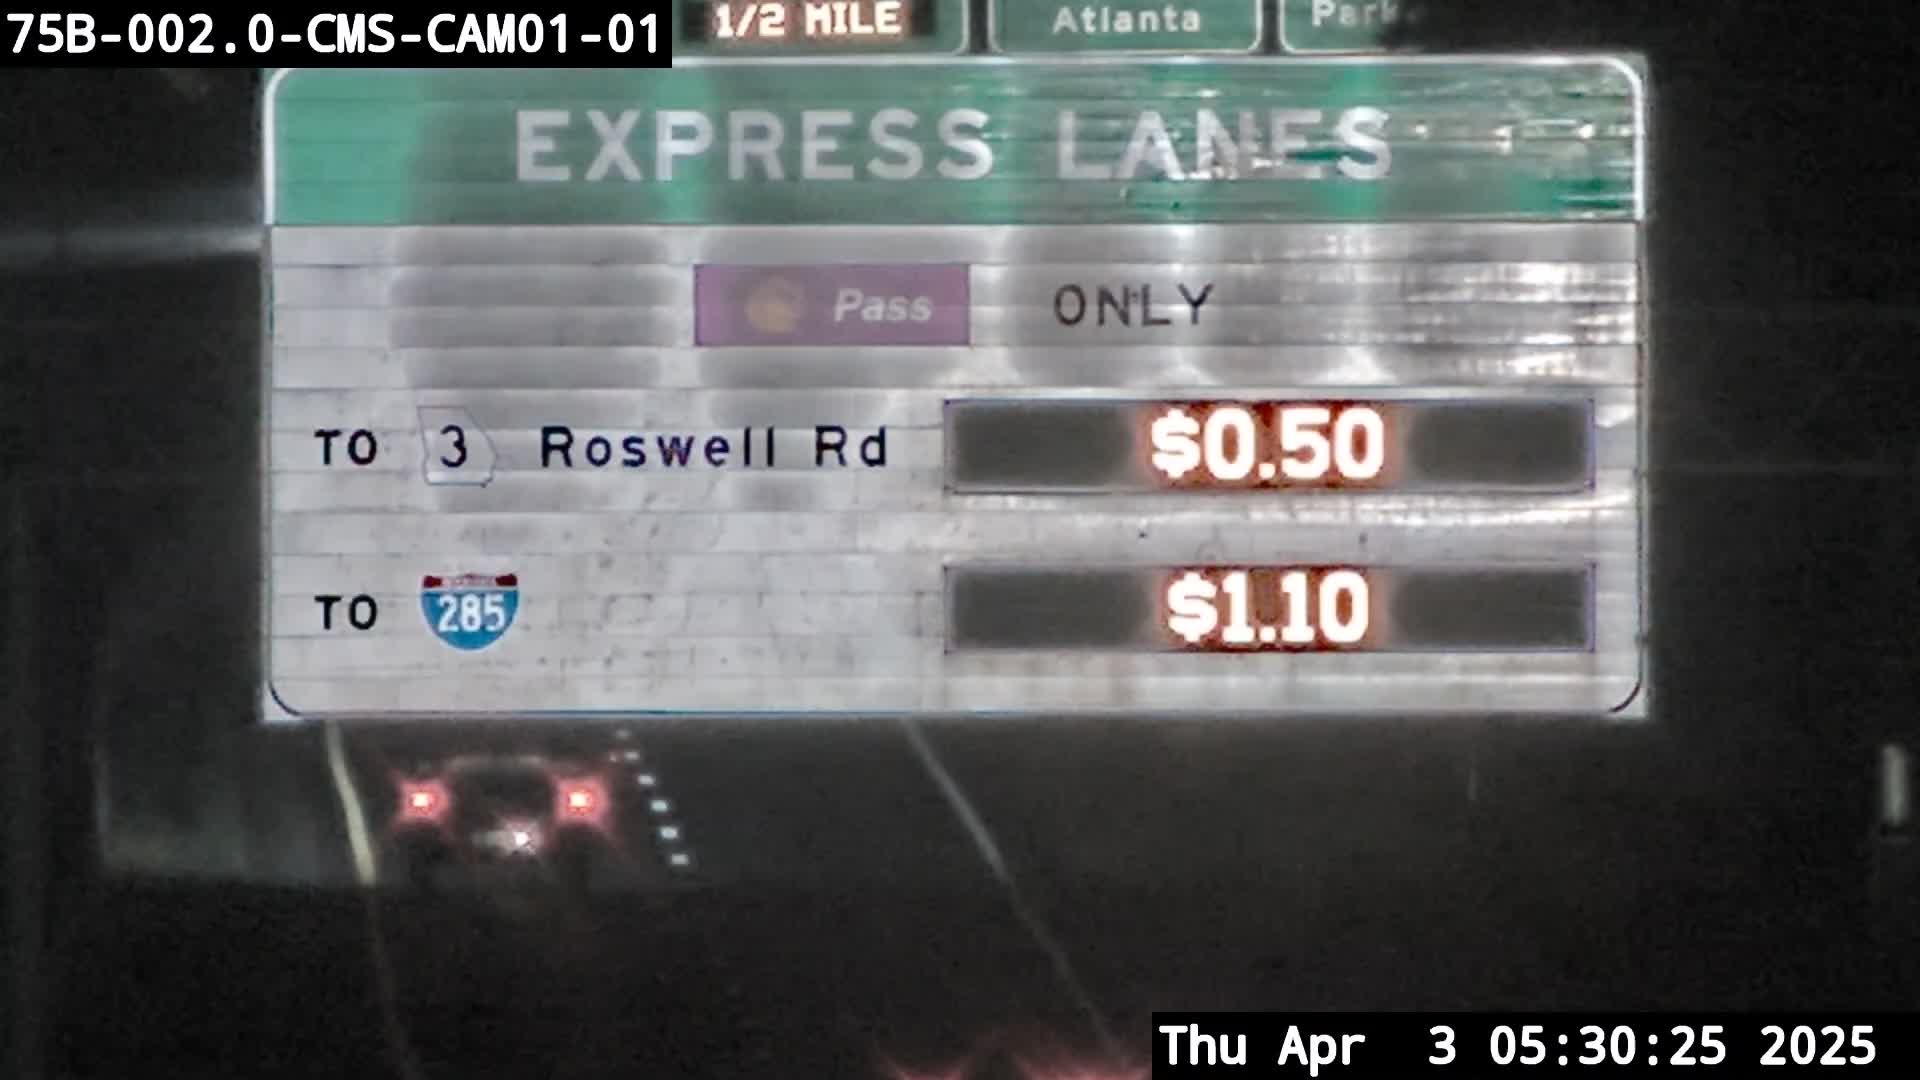 75B-002.0-CMS-CAM01-01
1/2 MILE
Atlanta
Park
EXPRESS LANES
Pass ONLY
TO 3 Roswell Rd $0.50
TO 285 $1.10
Thu Apr 3 05:30:25 2025